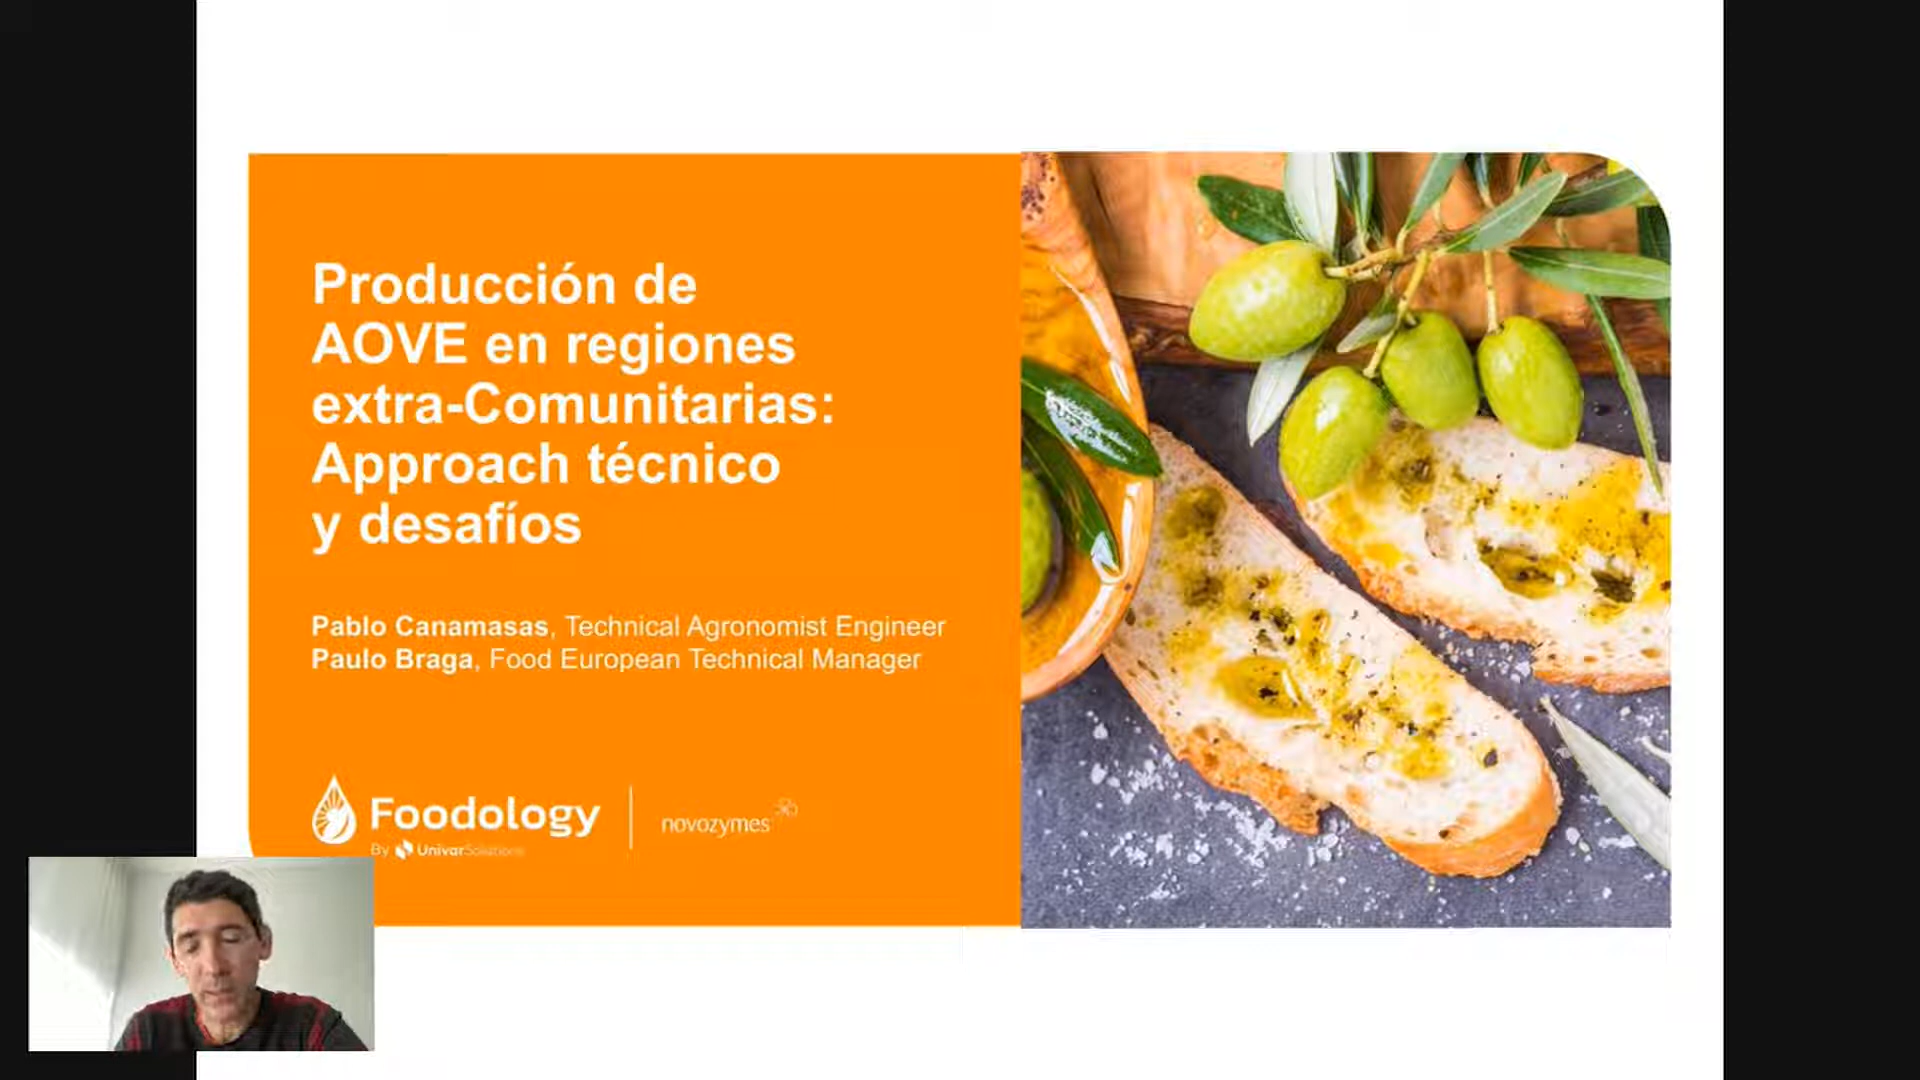 Producción de
AOVE en regiones
extra-Comunitarias:
Approach técnico
y desafíos
Pablo Canamasas, Technical Agronomist Engineer
Paulo Braga, Food European Technical Manager
Foodology
By UnivarSolutions
novozymes